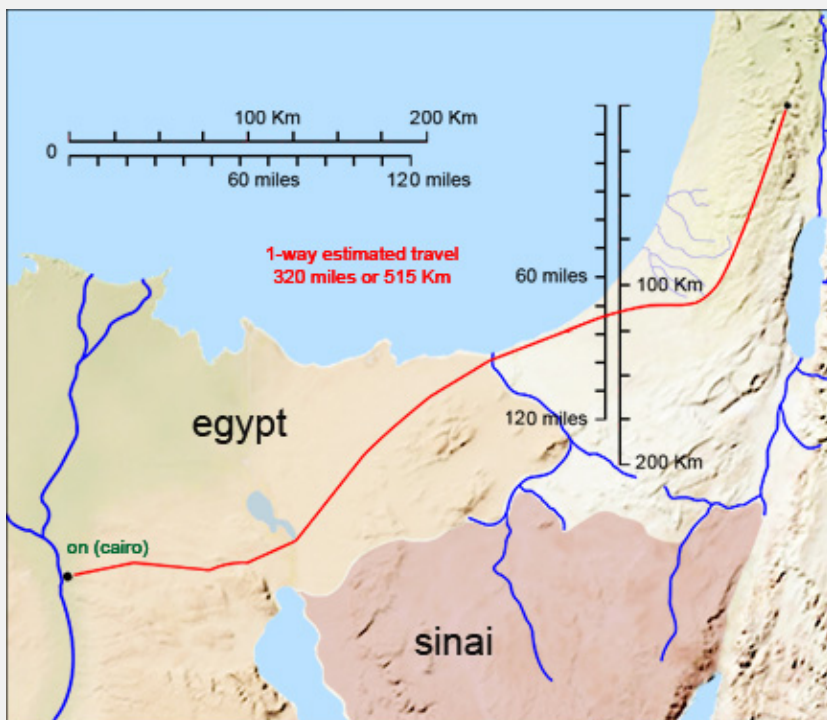 100 Km 200 Km
0
60 miles 120 miles
1-way estimated travel
320 miles or 515 Km
60 miles
100 Km
egypt
120 miles
200 Km
on (cairo)
sinai